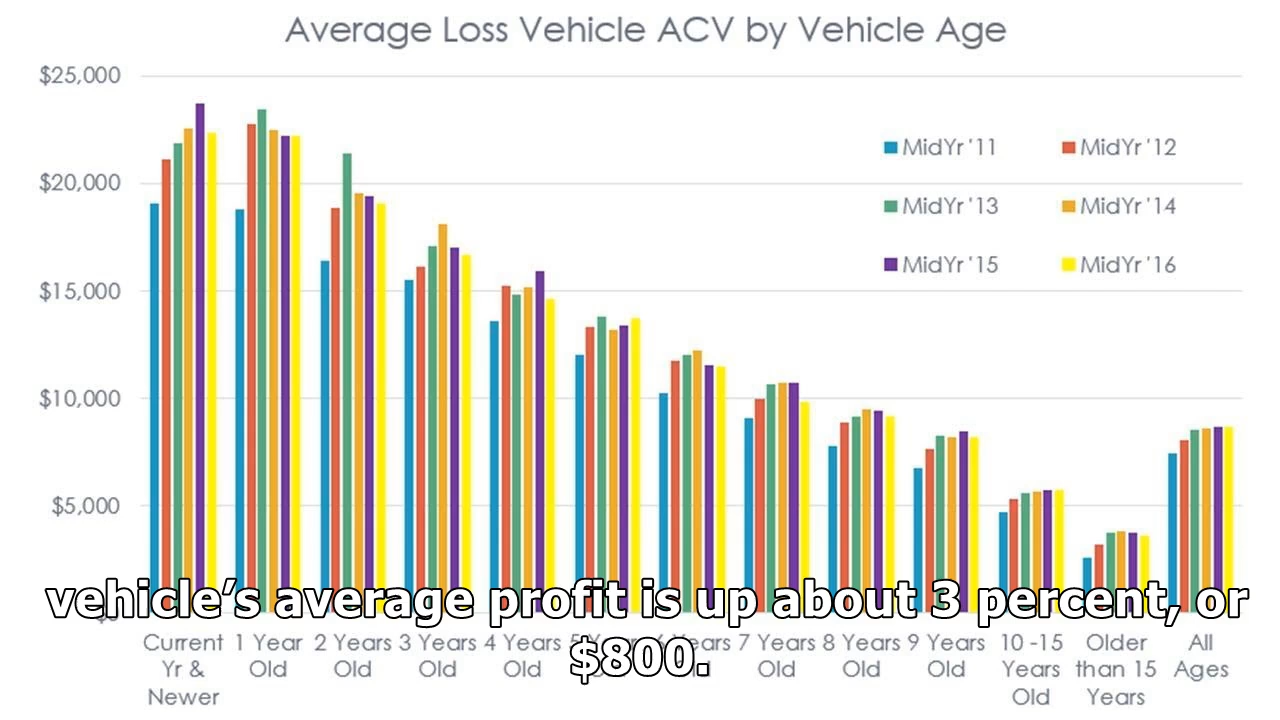 Average Loss Vehicle ACV by Vehicle Age
$25,000
$20,000
$15,000
$10,000
$5,000
MidYr '11
MidYr '12
MidYr '13
MidYr '14
MidYr '15
MidYr '16
vehicle’s average profit is up about 3 percent, or
$800.
Current
Yr &
Newer
1 Year
Old
2 Years
Old
3 Years
Old
4 Years
Old
7 Years
Old
8 Years
Old
9 Years
Old
10 -15
Years
Old
Older
than 15
Years
All
Ages